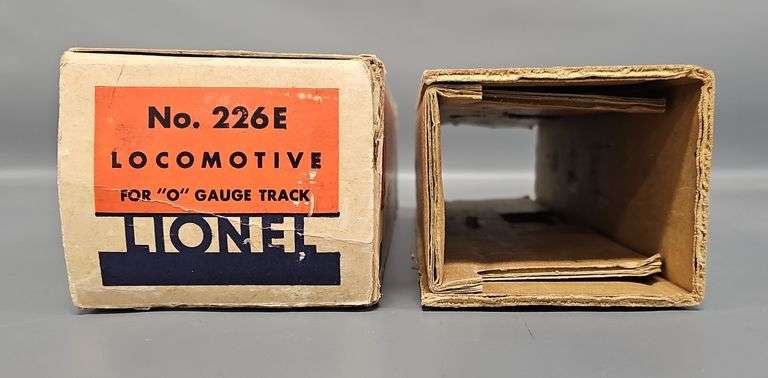 No. 226E
LOCOMOTIVE
FOR "O" GAUGE TRACK
LIONEL